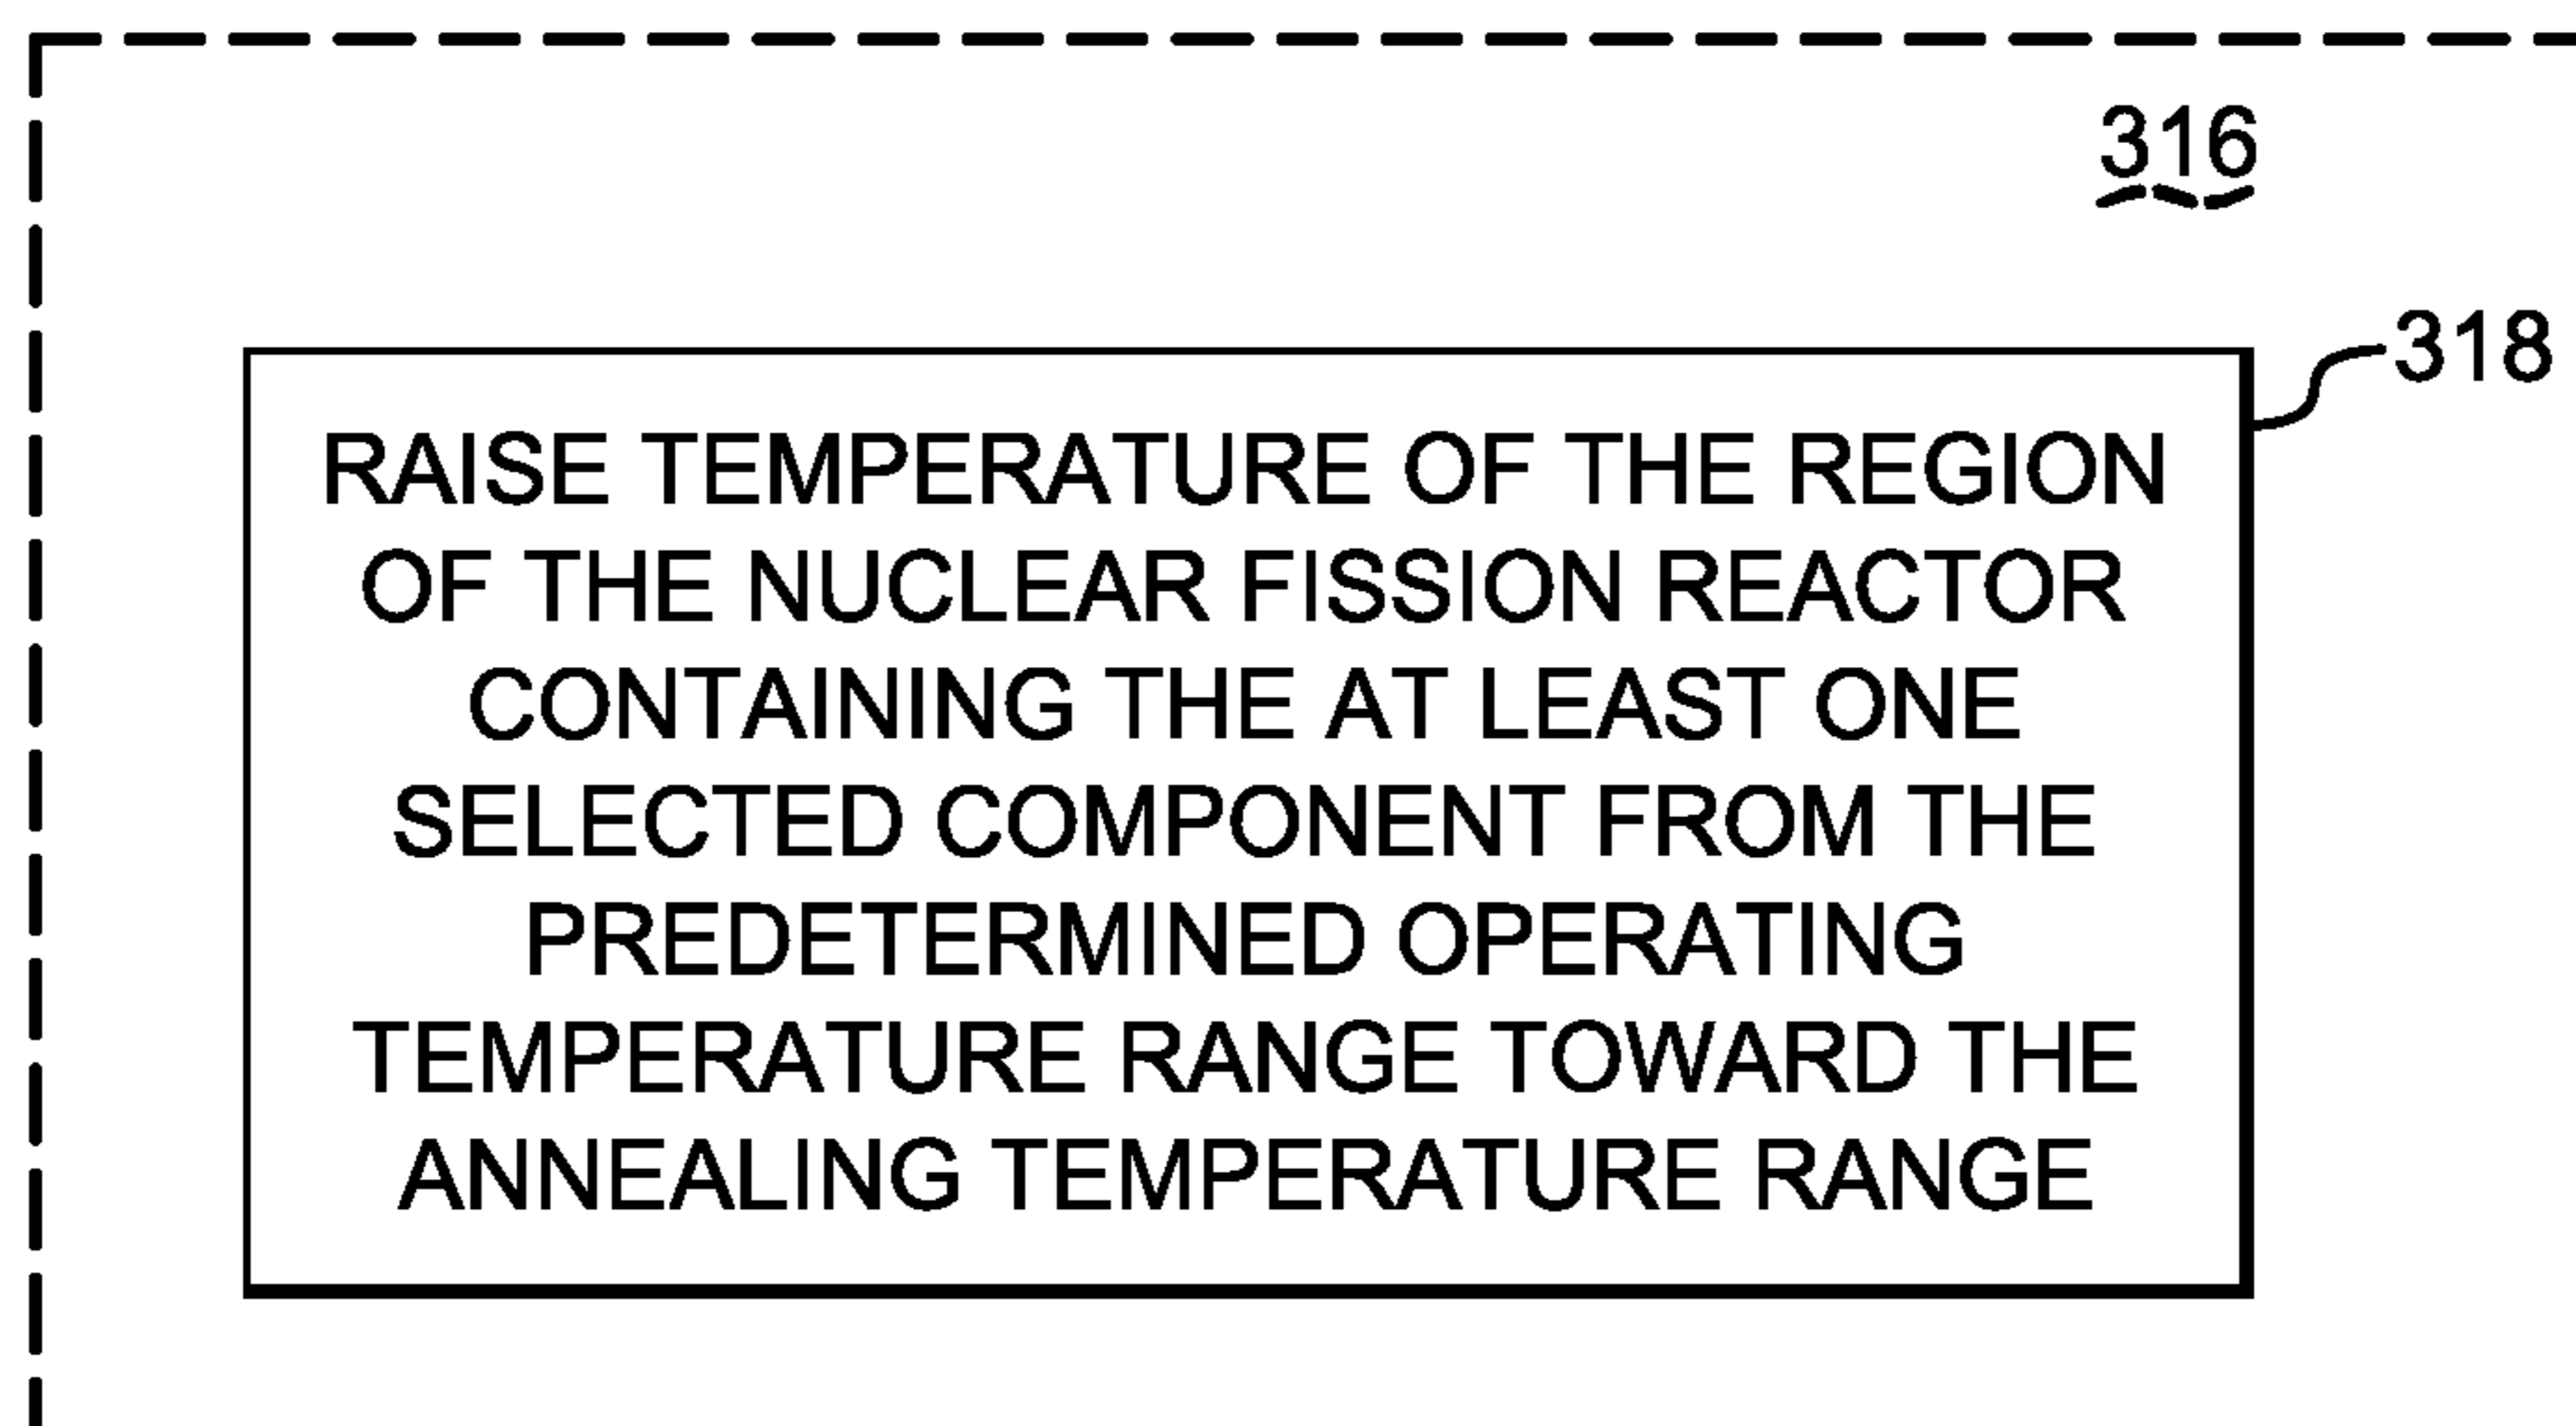 316
318
RAISE TEMPERATURE OF THE REGION
OF THE NUCLEAR FISSION REACTOR
CONTAINING THE AT LEAST ONE
SELECTED COMPONENT FROM THE
PREDETERMINED OPERATING
TEMPERATURE RANGE TOWARD THE
ANNEALING TEMPERATURE RANGE